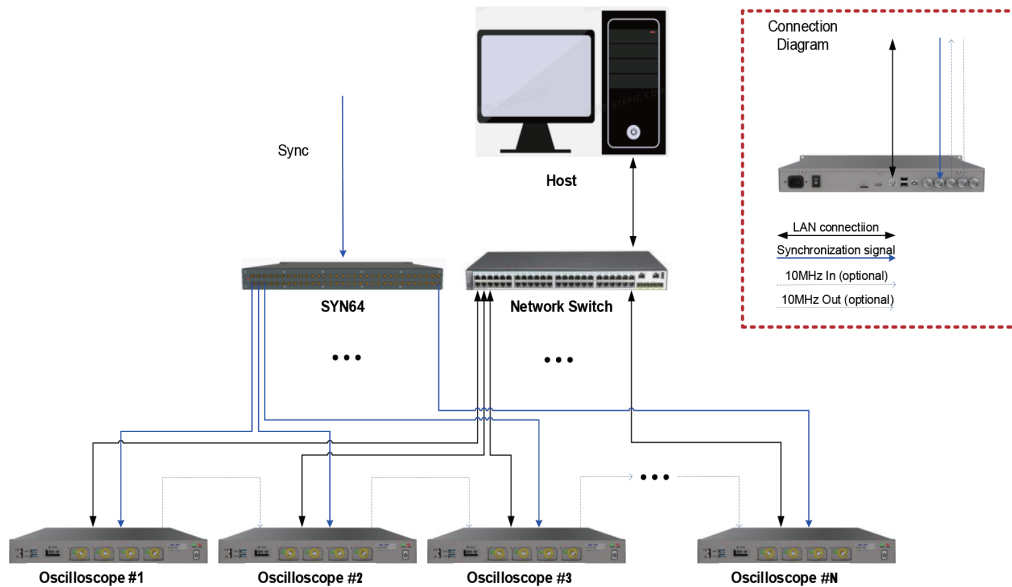 Sync
Host
SYN64
Network Switch
Connection
Diagram
LAN connectiion
Synchronization signal
10MHz In (optional)
10MHz Out (optional)
Oscilloscope #1
Oscilloscope #2
Oscilloscope #3
Oscilloscope #N